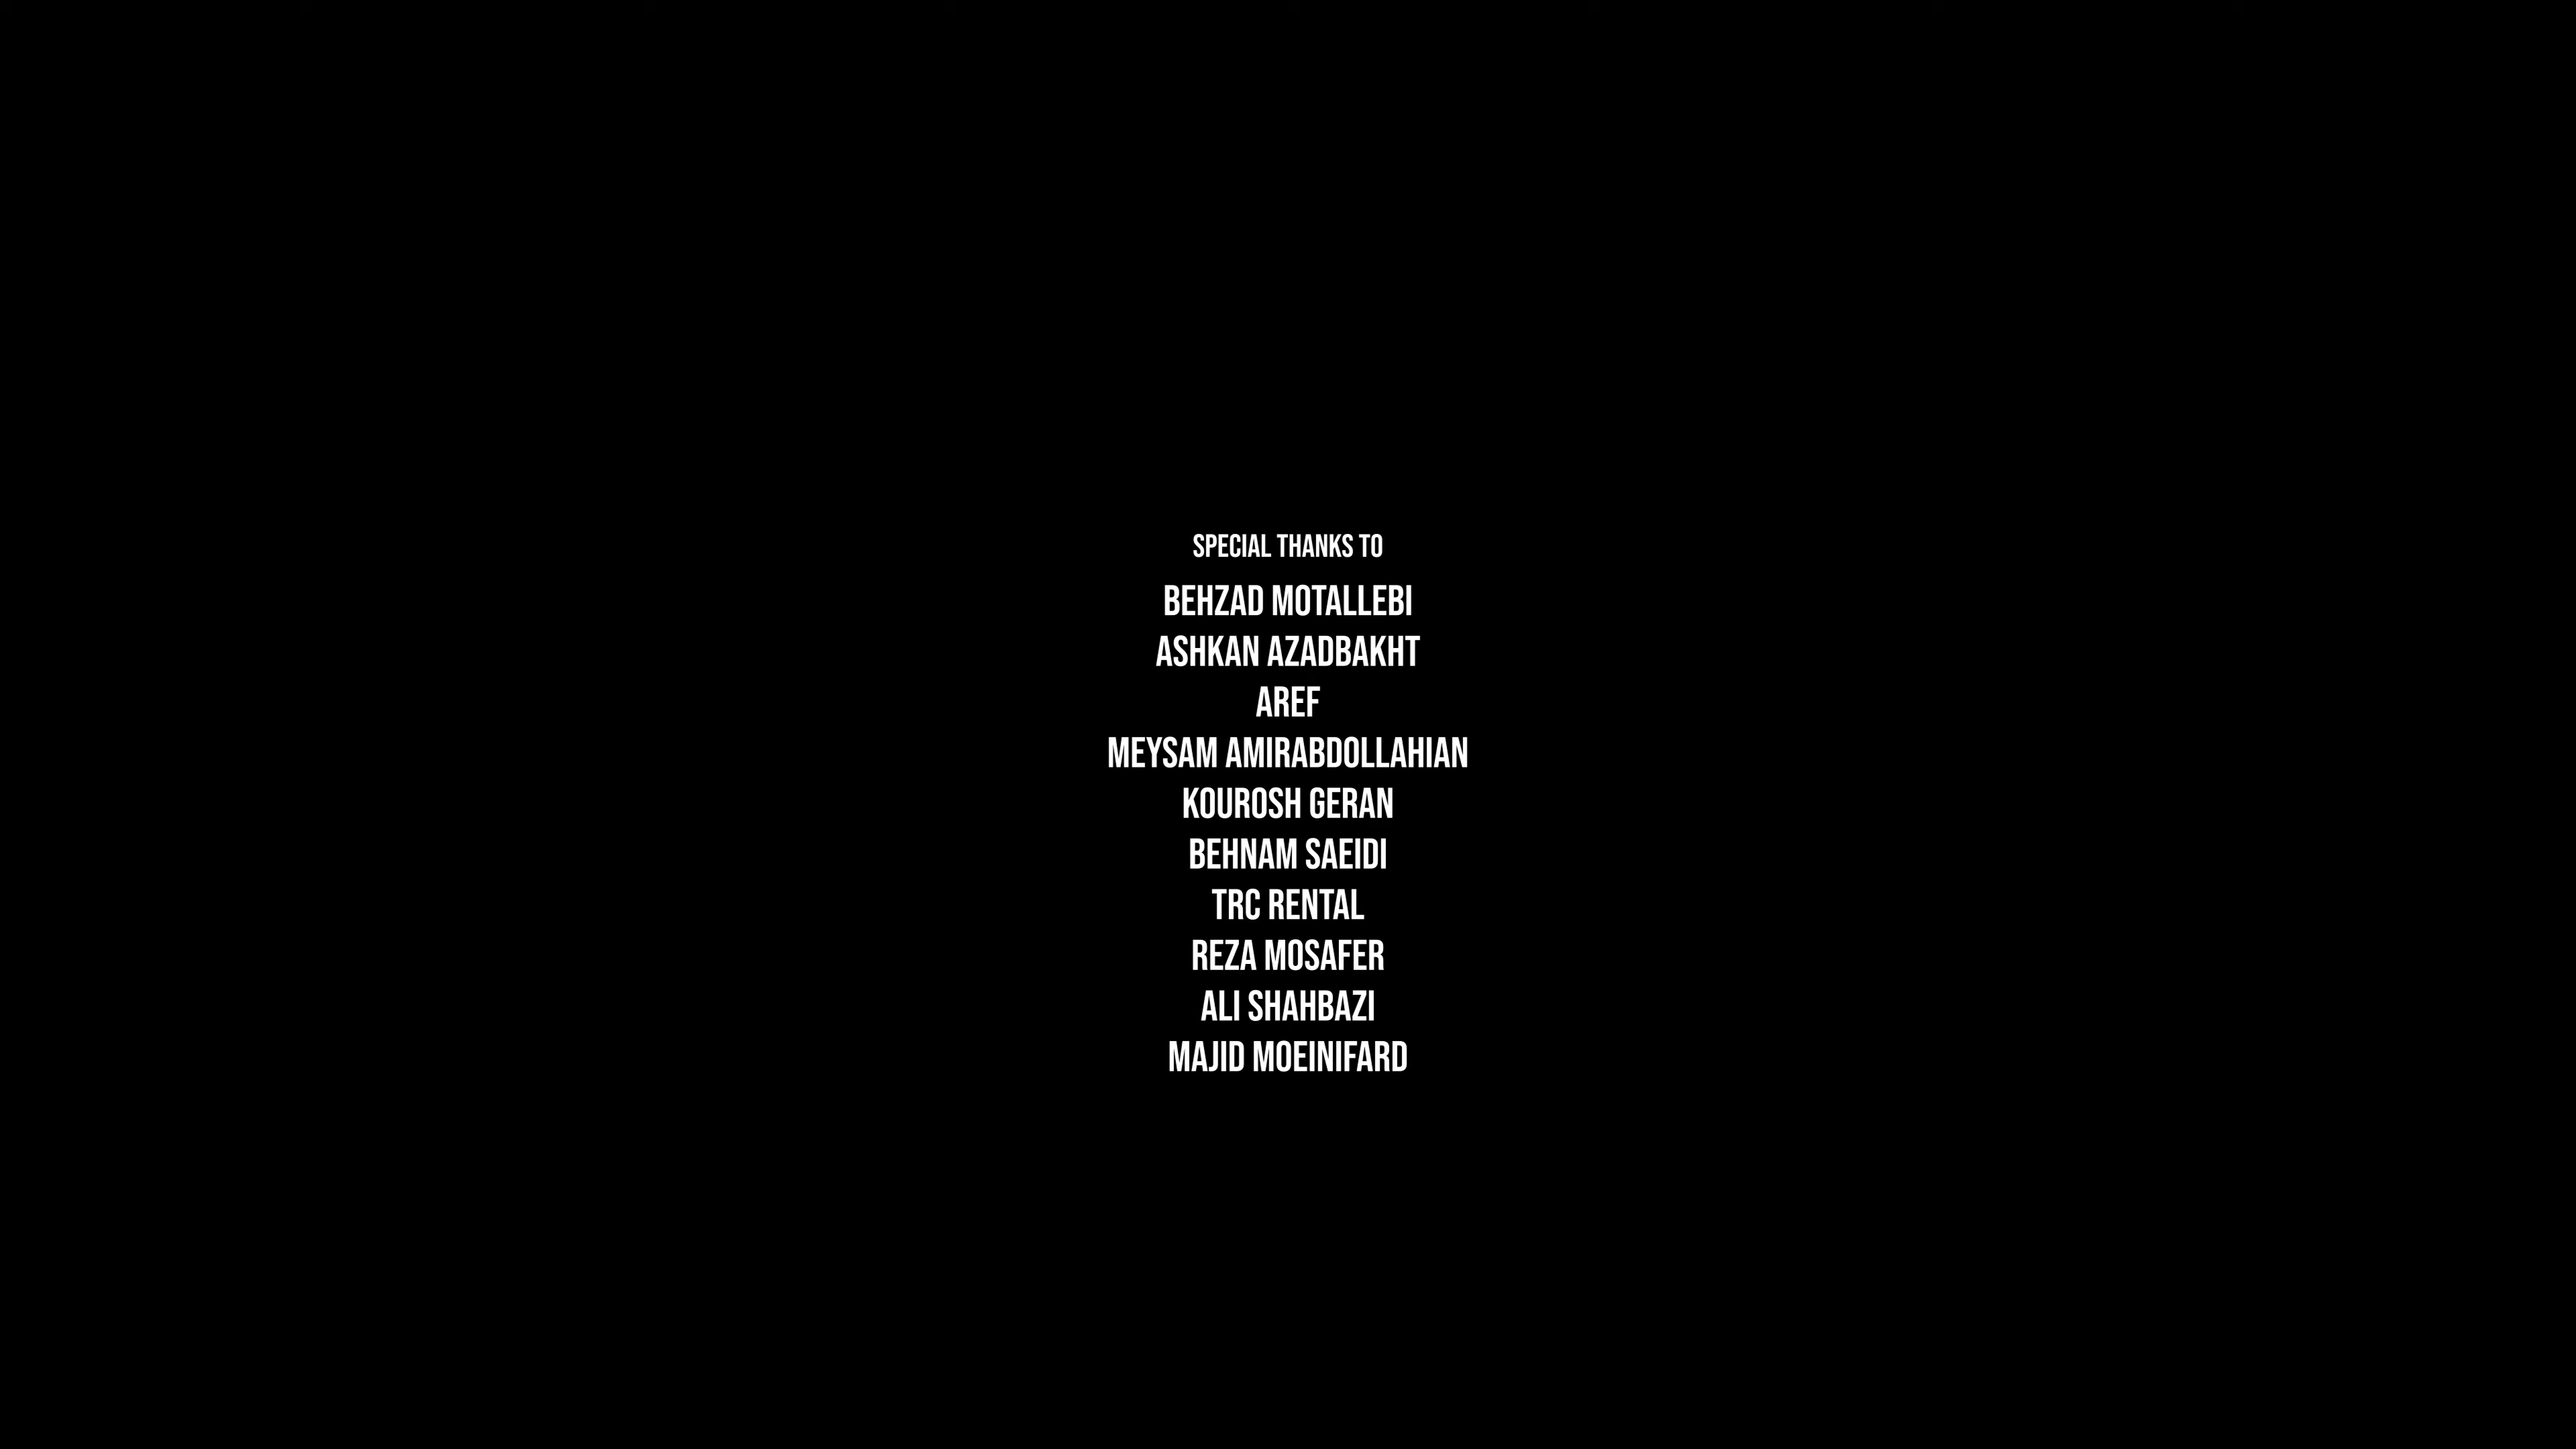 SPECIAL THANKS TO
BEHZAD MOTALLEBI
ASHKAN AZADBAKHT
AREF
MEYSAM AMIRABDOLLAHIAN
KOUROSH GERAN
BEHNAM SAEIDI
TRC RENTAL
REZA MOSAFER
ALI SHAHBAZI
MAJID MOEINIFARD